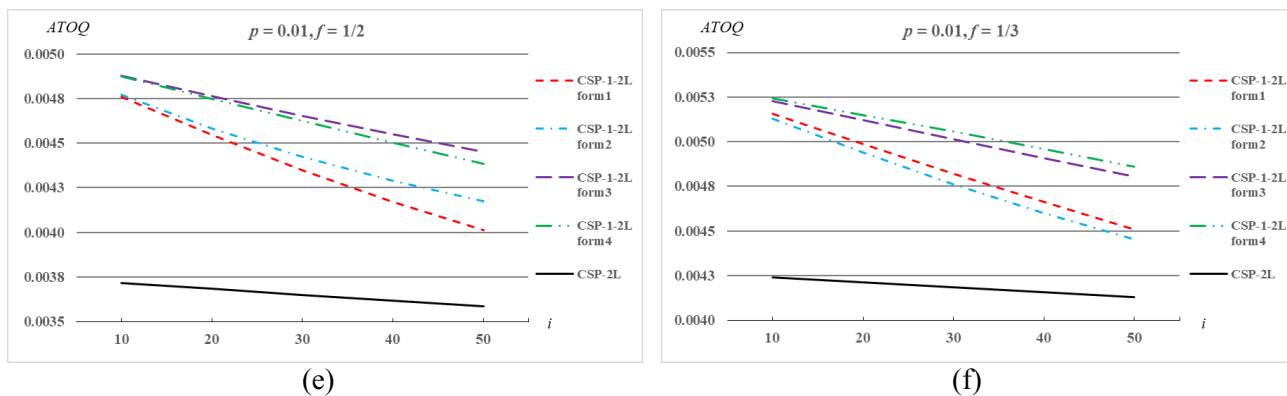 ATOQ
p = 0.01, f = 1/2
0.0050
0.0048
0.0045
0.0043
0.0040
0.0038
0.0035
10 20 30 40 50
i
CSP-1-2L
form1
CSP-1-2L
form2
CSP-1-2L
form3
CSP-1-2L
form4
CSP-2L
(e)
ATOQ
p = 0.01, f = 1/3
0.0055
0.0053
0.0050
0.0048
0.0045
0.0043
0.0040
10 20 30 40 50
i
CSP-1-2L
form1
CSP-1-2L
form2
CSP-1-2L
form3
CSP-1-2L
form4
CSP-2L
(f)